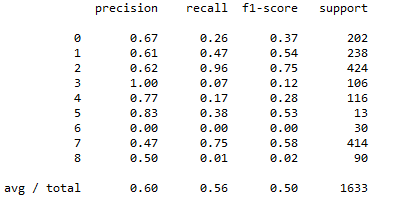 precision recall f1-score support
0 0.67 0.26 0.37 202
1 0.61 0.47 0.54 238
2 0.62 0.96 0.75 424
3 1.00 0.07 0.12 106
4 0.77 0.17 0.28 116
5 0.83 0.38 0.53 13
6 0.00 0.00 0.00 30
7 0.47 0.75 0.58 414
8 0.50 0.01 0.02 90
avg / total 0.60 0.56 0.50 1633